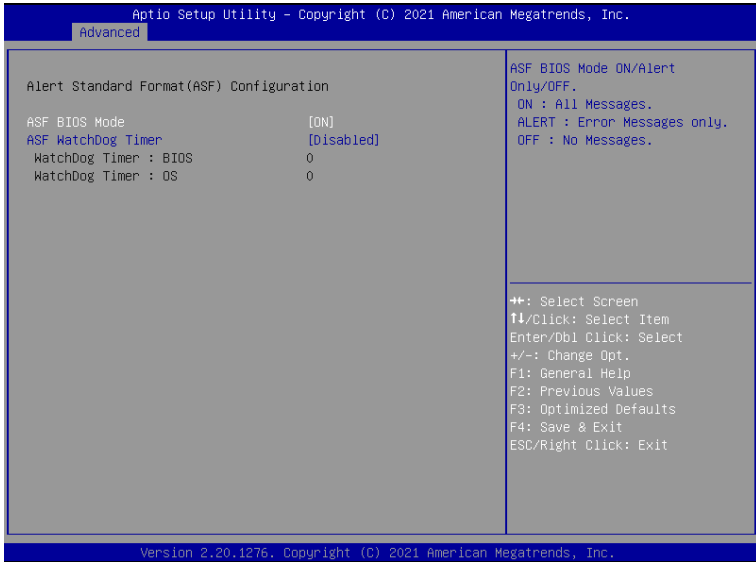 Aptio Setup Utility – Copyright (C) 2021 American Megatrends, Inc.
Advanced
Alert Standard Format(ASF) Configuration
ASF BIOS Mode [ON]
ASF WatchDog Timer [Disabled]
WatchDog Timer : BIOS 0
WatchDog Timer : OS 0
ASF BIOS Mode ON/Alert
Only/OFF.
ON : All Messages.
ALERT : Error Messages only.
OFF : No Messages.
→←: Select Screen
↑↓/Click: Select Item
Enter/Dbl Click: Select
+/-: Change Opt.
F1: General Help
F2: Previous Values
F3: Optimized Defaults
F4: Save & Exit
ESC/Right Click: Exit
Version 2.20.1276. Copyright (C) 2021 American Megatrends, Inc.